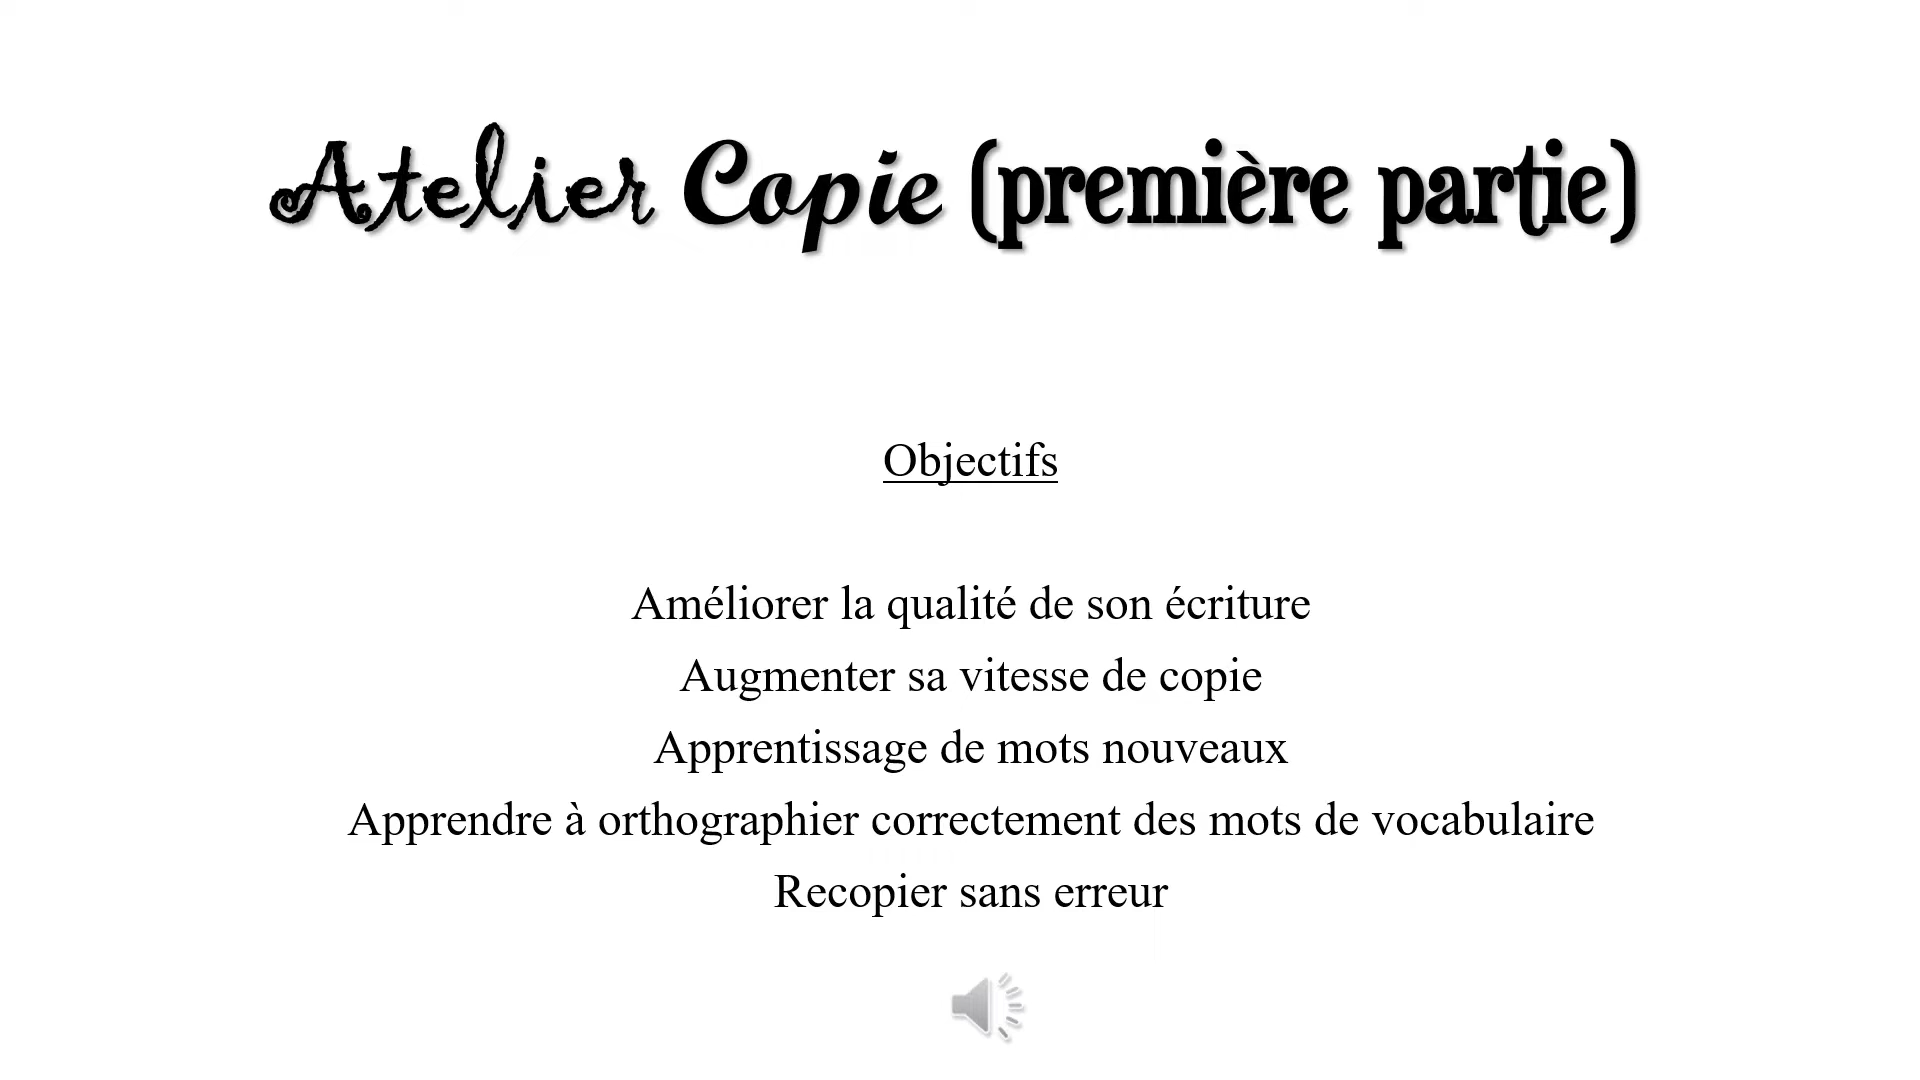 Atelier Copie (première partie)
Objectifs
Améliorer la qualité de son écriture
Augmenter sa vitesse de copie
Apprentissage de mots nouveaux
Apprendre à orthographier correctement des mots de vocabulaire
Recopier sans erreur